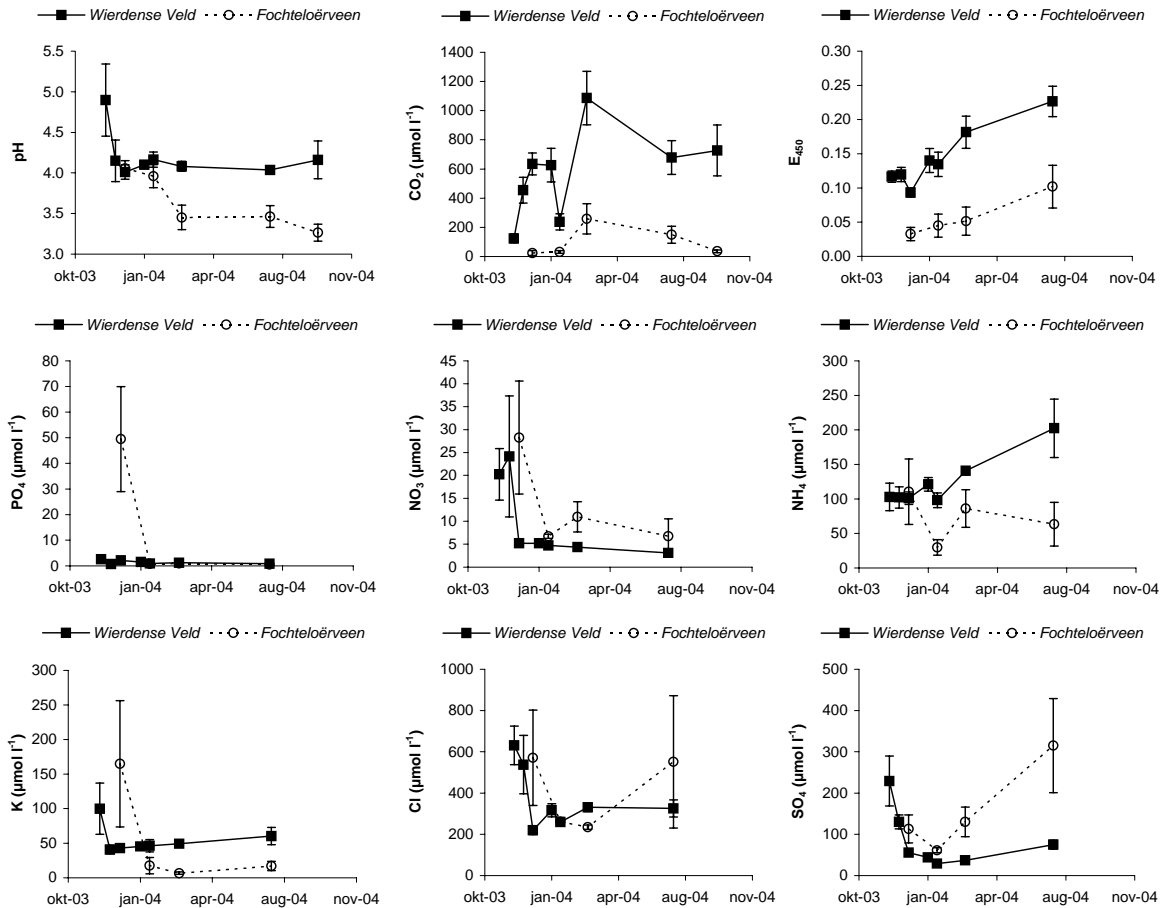 Wierdense Veld Fochteloërveen
pH
5.5
5.0
4.5
4.0
3.5
3.0
okt-03 jan-04 apr-04 aug-04 nov-04
Wierdense Veld Fochteloërveen
CO₂ (µmol l⁻¹)
1400
1200
1000
800
600
400
200
0
okt-03 jan-04 apr-04 aug-04 nov-04
Wierdense Veld Fochteloërveen
E₄₅₀
0.30
0.25
0.20
0.15
0.10
0.05
0.00
okt-03 jan-04 apr-04 aug-04 nov-04
Wierdense Veld Fochteloërveen
PO₄ (µmol l⁻¹)
80
70
60
50
40
30
20
10
0
okt-03 jan-04 apr-04 aug-04 nov-04
Wierdense Veld Fochteloërveen
NO₃ (µmol l⁻¹)
45
40
35
30
25
20
15
10
5
0
okt-03 jan-04 apr-04 aug-04 nov-04
Wierdense Veld Fochteloërveen
NH₄ (µmol l⁻¹)
300
250
200
150
100
50
0
okt-03 jan-04 apr-04 aug-04 nov-04
Wierdense Veld Fochteloërveen
K (µmol l⁻¹)
300
250
200
150
100
50
0
okt-03 jan-04 apr-04 aug-04 nov-04
Wierdense Veld Fochteloërveen
Cl (µmol l⁻¹)
1000
800
600
400
200
0
okt-03 jan-04 apr-04 aug-04 nov-04
Wierdense Veld Fochteloërveen
SO₄ (µmol l⁻¹)
500
400
300
200
100
0
okt-03 jan-04 apr-04 aug-04 nov-04